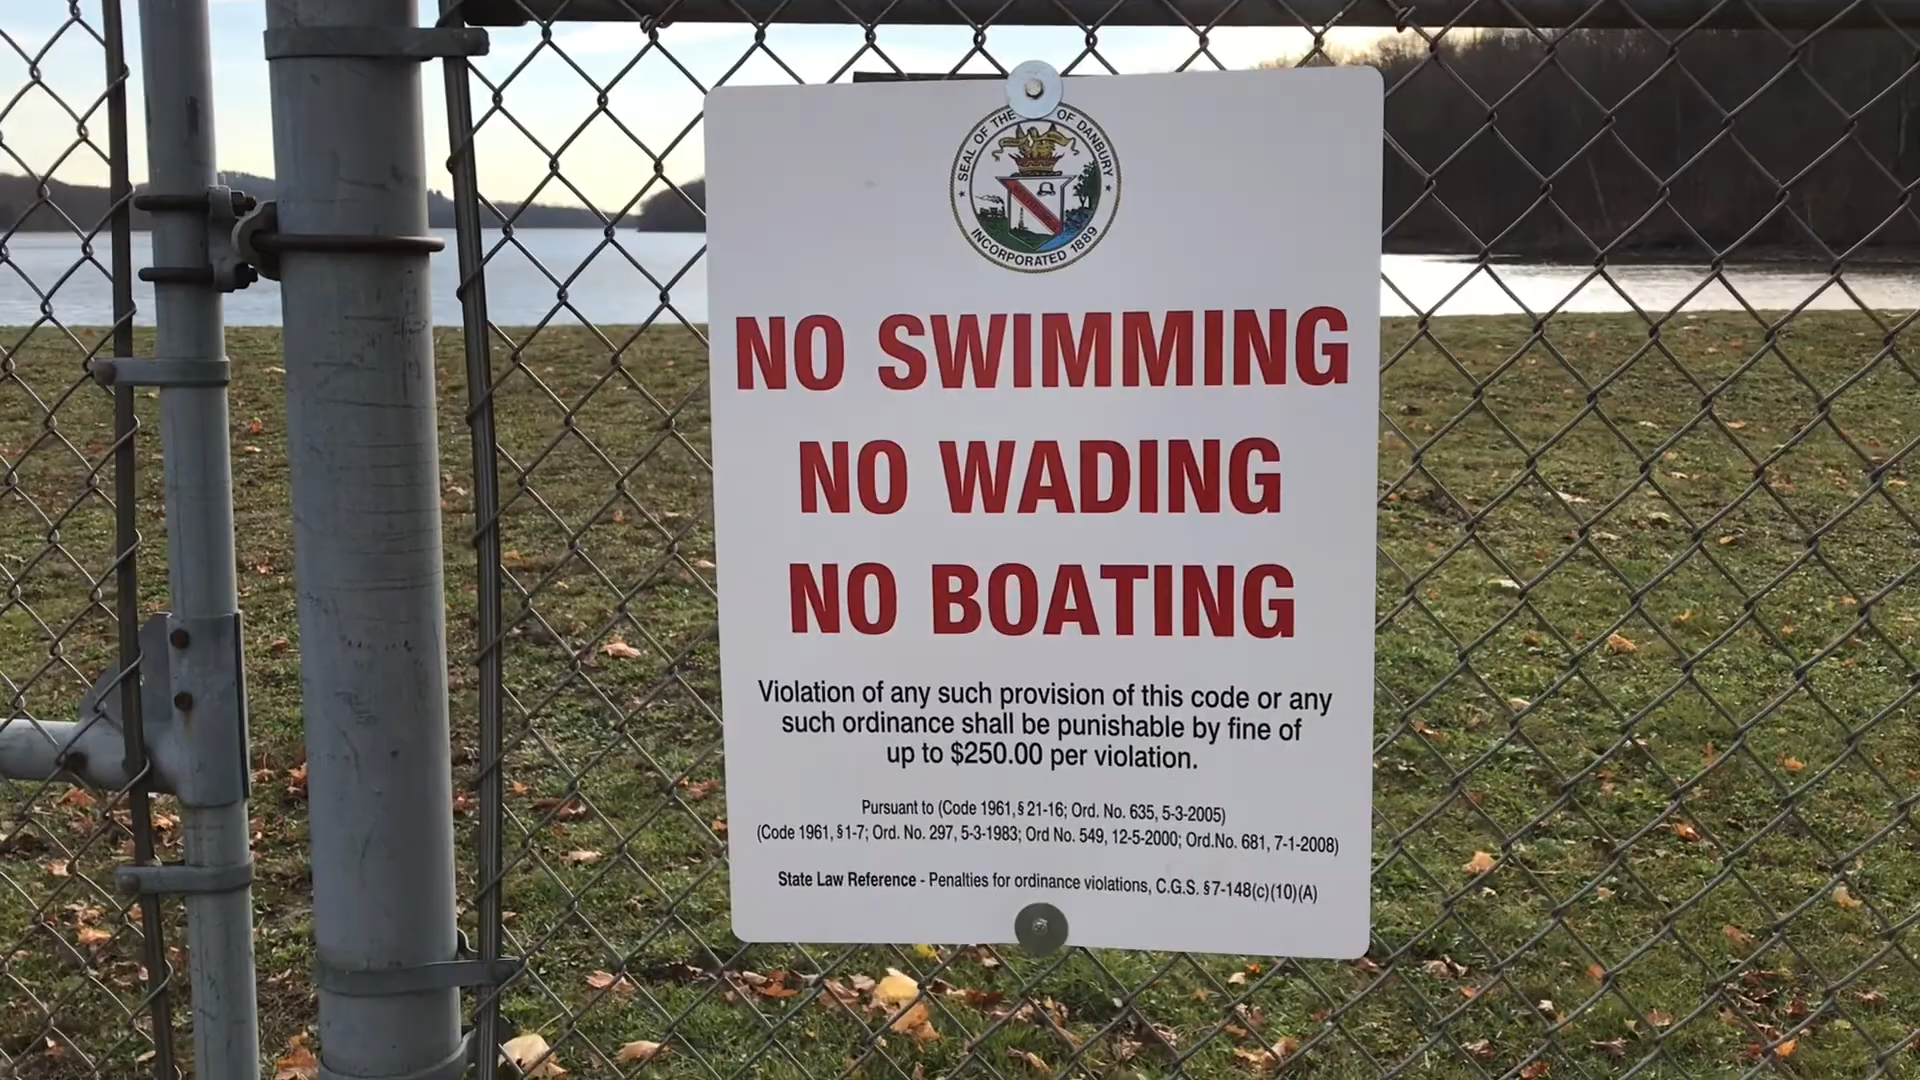 SEAL OF THE OF DANBURY
INCORPORATED 1889
NO SWIMMING
NO WADING
NO BOATING
Violation of any such provision of this code or any
such ordinance shall be punishable by fine of
up to $250.00 per violation.
Pursuant to (Code 1961,§ 21-16; Ord. No. 635, 5-3-2005)
(Code 1961, §1-7; Ord. No. 297, 5-3-1983; Ord No. 549, 12-5-2000; Ord.No. 681, 7-1-2008)
State Law Reference - Penalties for ordinance violations, C.G.S. §7-148(c)(10)(A)